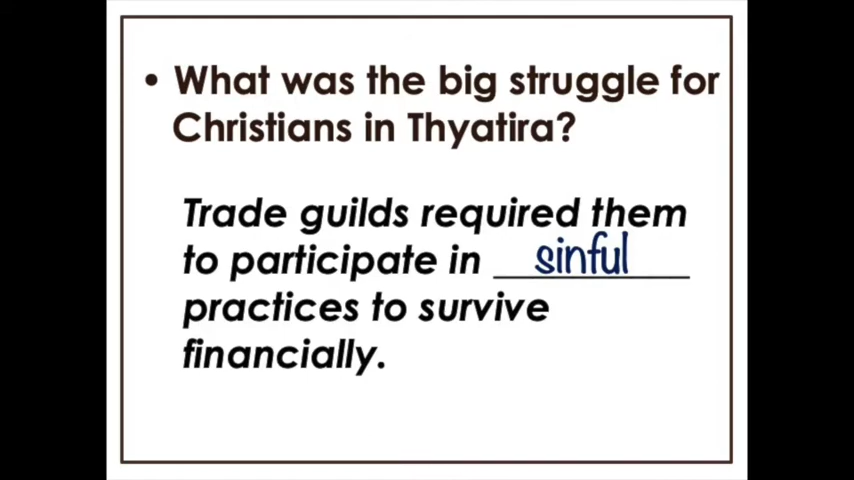 • What was the big struggle for
Christians in Thyatira?
Trade guilds required them
to participate in sinful
practices to survive
financially.